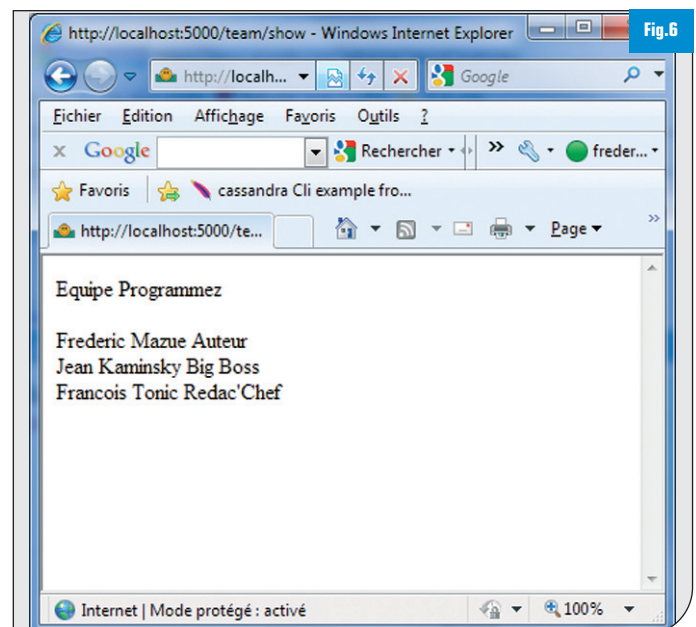 http://localhost:5000/team/show - Windows Internet Explorer
Fig.6
http://localh...
Google
Fichier Edition Affichage Favoris Outils ?
x Google Rechercher freder...
Favoris cassandra Cli example fro...
http://localhost:5000/te... Page
Equipe Programmez
Frederic Mazue Auteur
Jean Kaminsky Big Boss
Francois Tonic Redac'Chef
Internet | Mode protégé : activé 100%